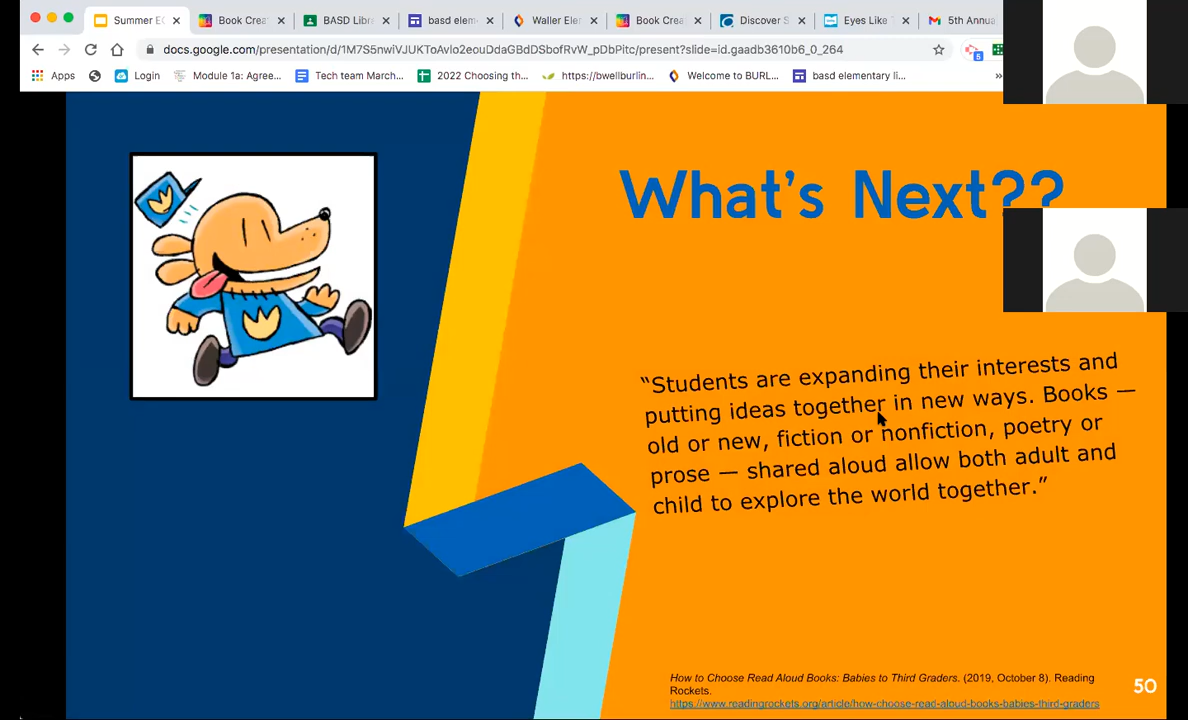 Summer EC
Book Crea
BASD Libr
basd elem
Waller Ele
Book Crea
Discover S
Eyes Like T
5th Annua
docs.google.com/presentation/d/1M7S5nwiVJUKToAvlo2eouDdaGBdDSbofRvW_pDbPitc/present?slide=id.gaadb3610b6_0_264
5
Apps
Login
Module 1a: Agree...
Tech team March...
2022 Choosing th...
https://bwellburlin...
Welcome to BURL...
basd elementary li...
»
What's Next??
“Students are expanding their interests and
putting ideas together in new ways. Books —
old or new, fiction or nonfiction, poetry or
prose — shared aloud allow both adult and
child to explore the world together.”
How to Choose Read Aloud Books: Babies to Third Graders. (2019, October 8). Reading
Rockets.
https://www.readingrockets.org/article/how-choose-read-aloud-books-babies-third-graders
50